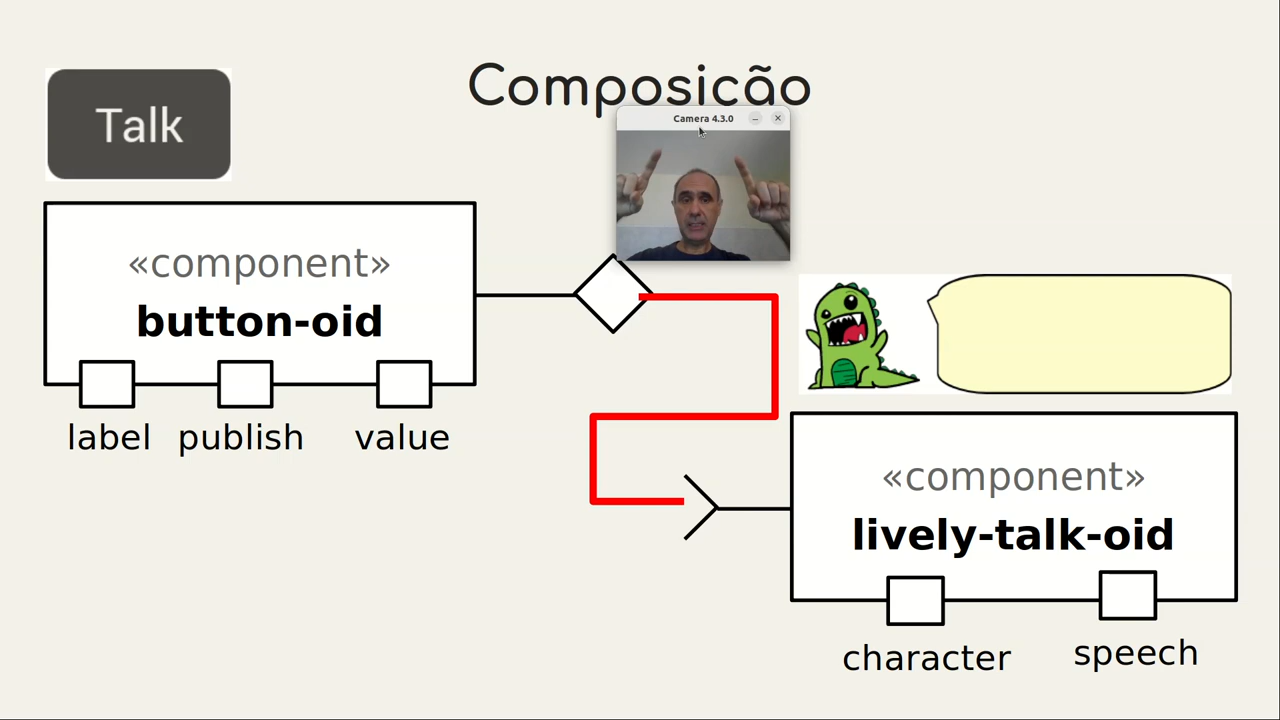 Composição
Talk
Camera 4.3.0
«component»
button-oid
label publish value
«component»
lively-talk-oid
character speech